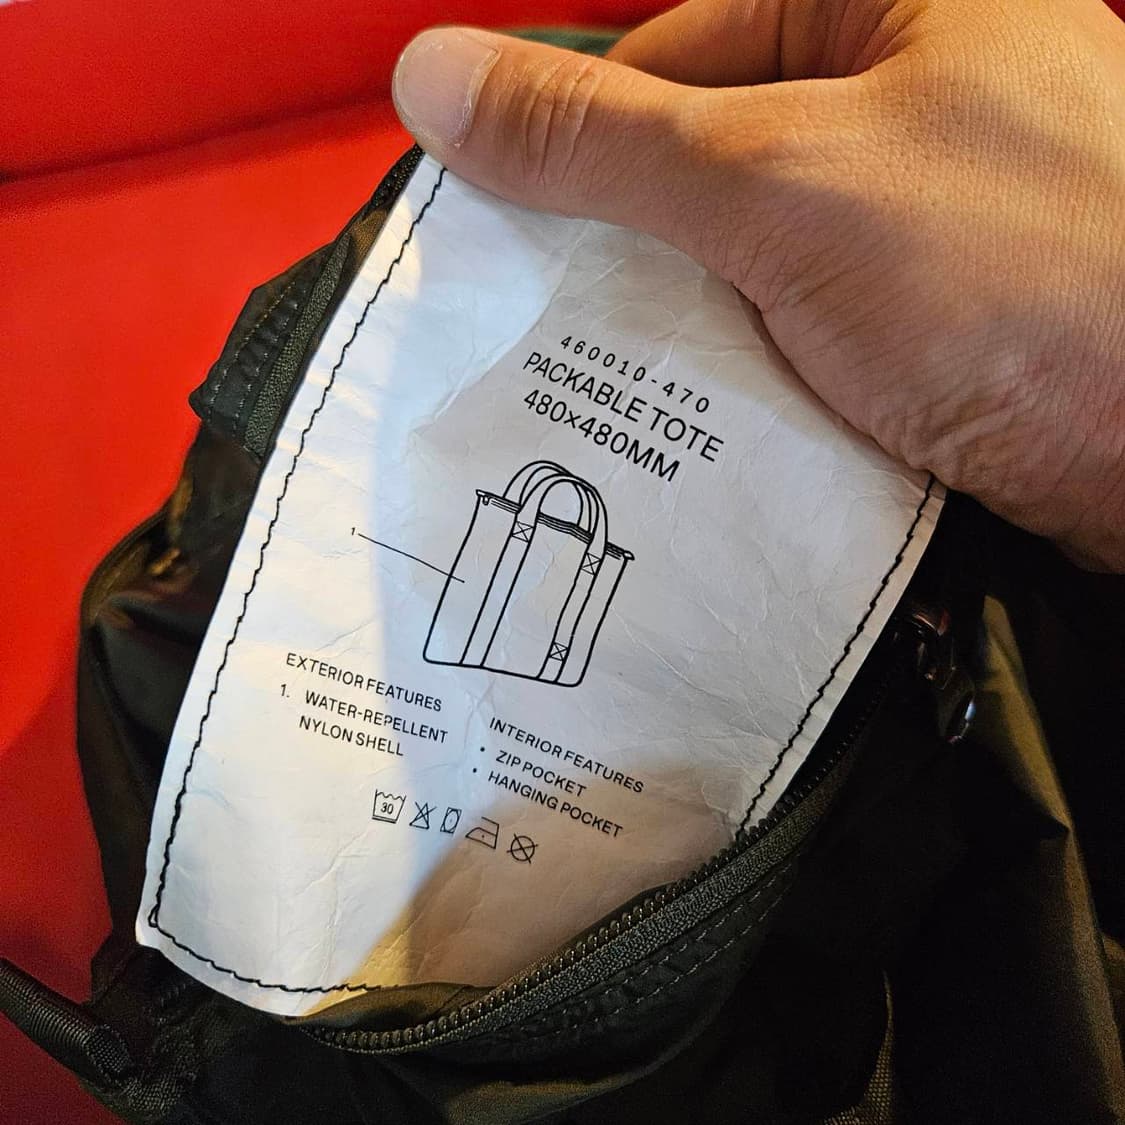 460010-470
PACKABLE TOTE
480×480MM
1
EXTERIOR FEATURES
1. WATER-REPELLENT
NYLON SHELL
INTERIOR FEATURES
• ZIP POCKET
• HANGING POCKET
30